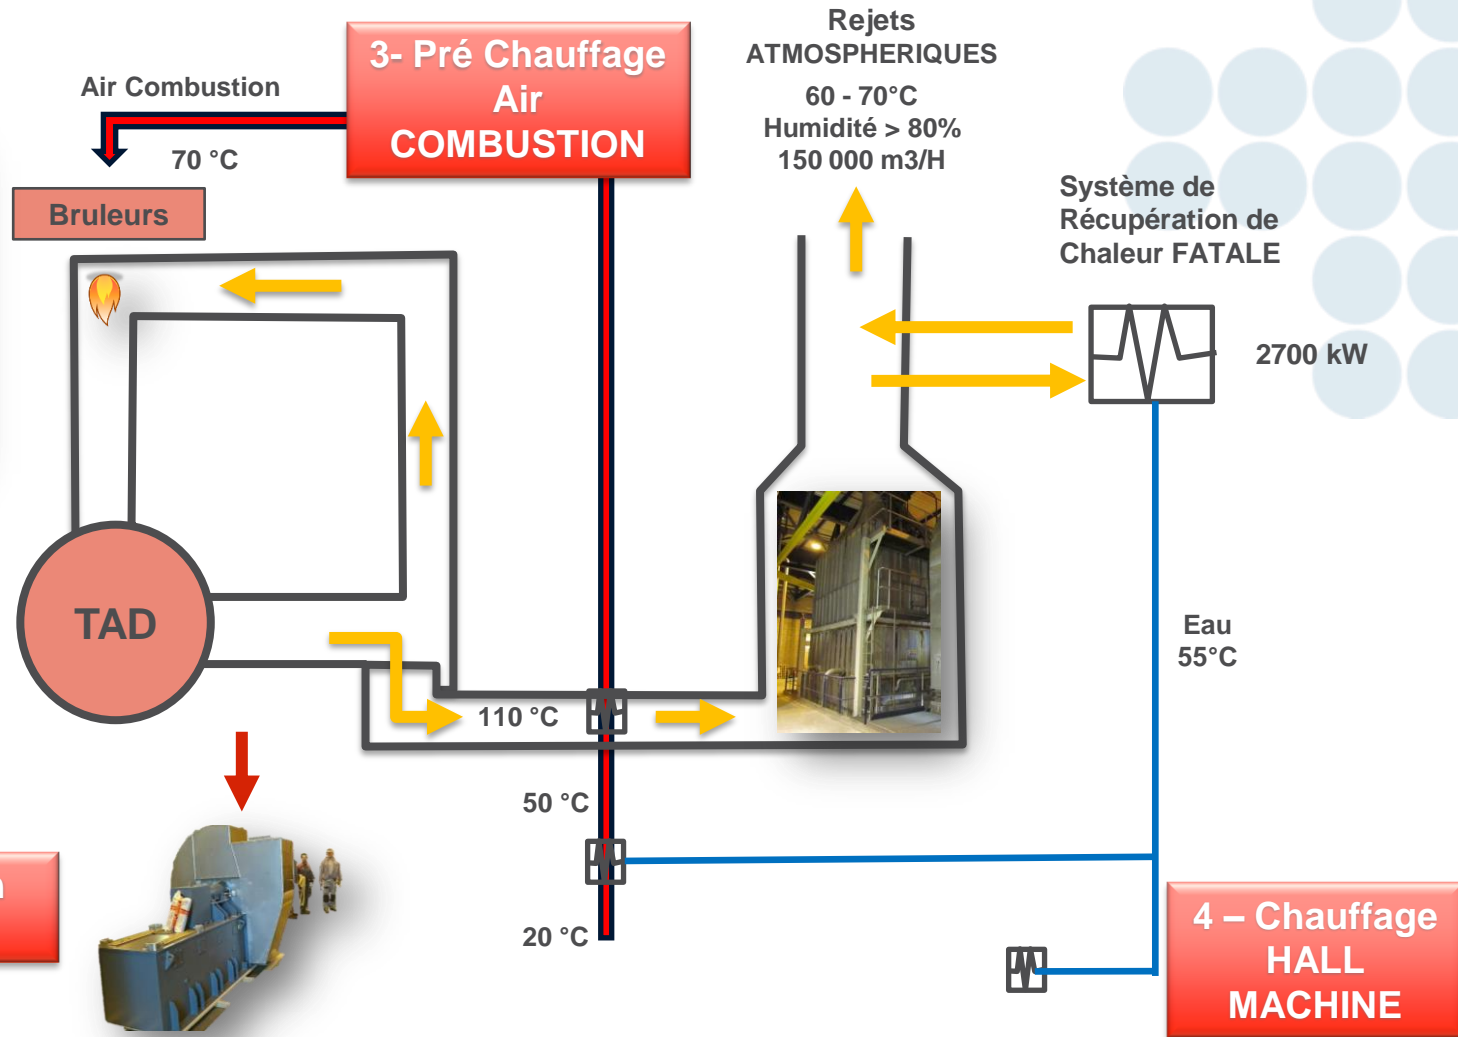 Rejets
ATMOSPHERIQUES
60 - 70°C
Humidité > 80%
150 000 m3/H
3- Pré Chauffage
Air
COMBUSTION
Air Combustion
70 °C
Bruleurs
Système de
Récupération de
Chaleur FATALE
2700 kW
TAD
Eau
55°C
110 °C
50 °C
20 °C
4 – Chauffage
HALL
MACHINE